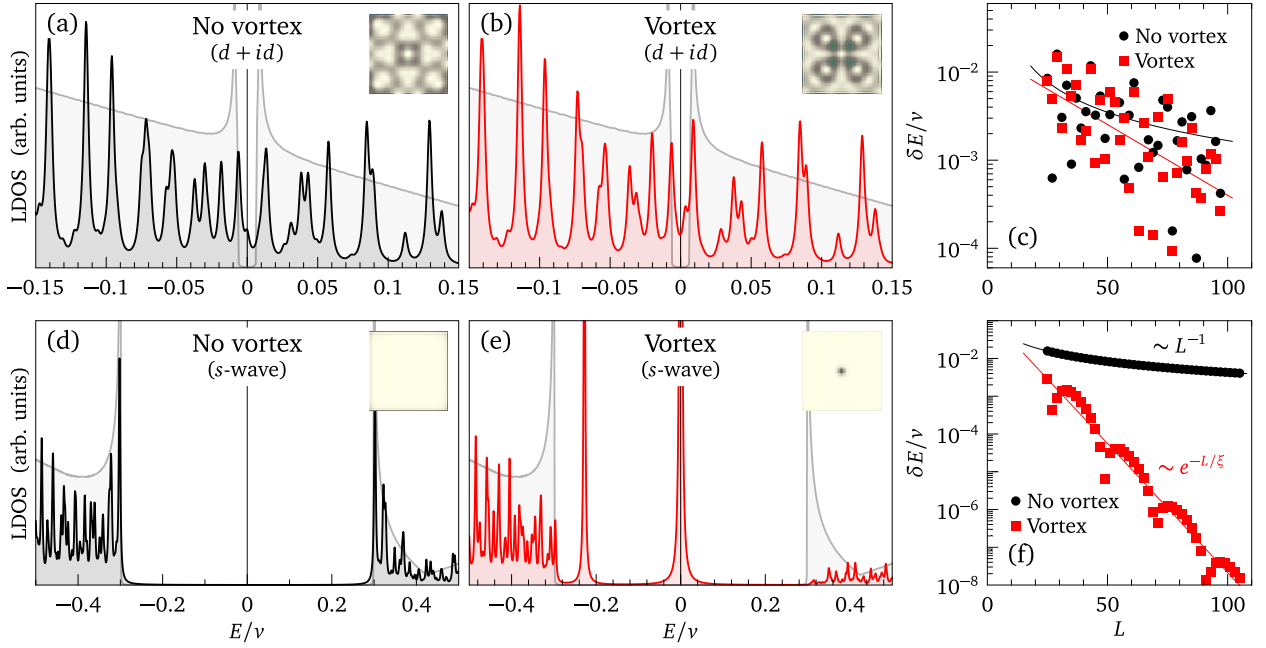 (a) No vortex
(d + id)
LDOS (arb. units)
−0.15 −0.1 −0.05 0 0.05 0.1 0.15
(b) Vortex
(d + id)
−0.1 −0.05 0 0.05 0.1 0.15
No vortex
Vortex
10⁻²
10⁻³
10⁻⁴
δE/v
(c)
0 50 100
(d) No vortex
(s-wave)
LDOS (arb. units)
−0.4 −0.2 0 0.2 0.4
E/v
(e) Vortex
(s-wave)
−0.4 −0.2 0 0.2 0.4
E/v
∼ L⁻¹
10⁻²
10⁻⁴
10⁻⁶
10⁻⁸
δE/v
∼ e^{−L/ξ}
No vortex
Vortex
(f)
0 50 100
L